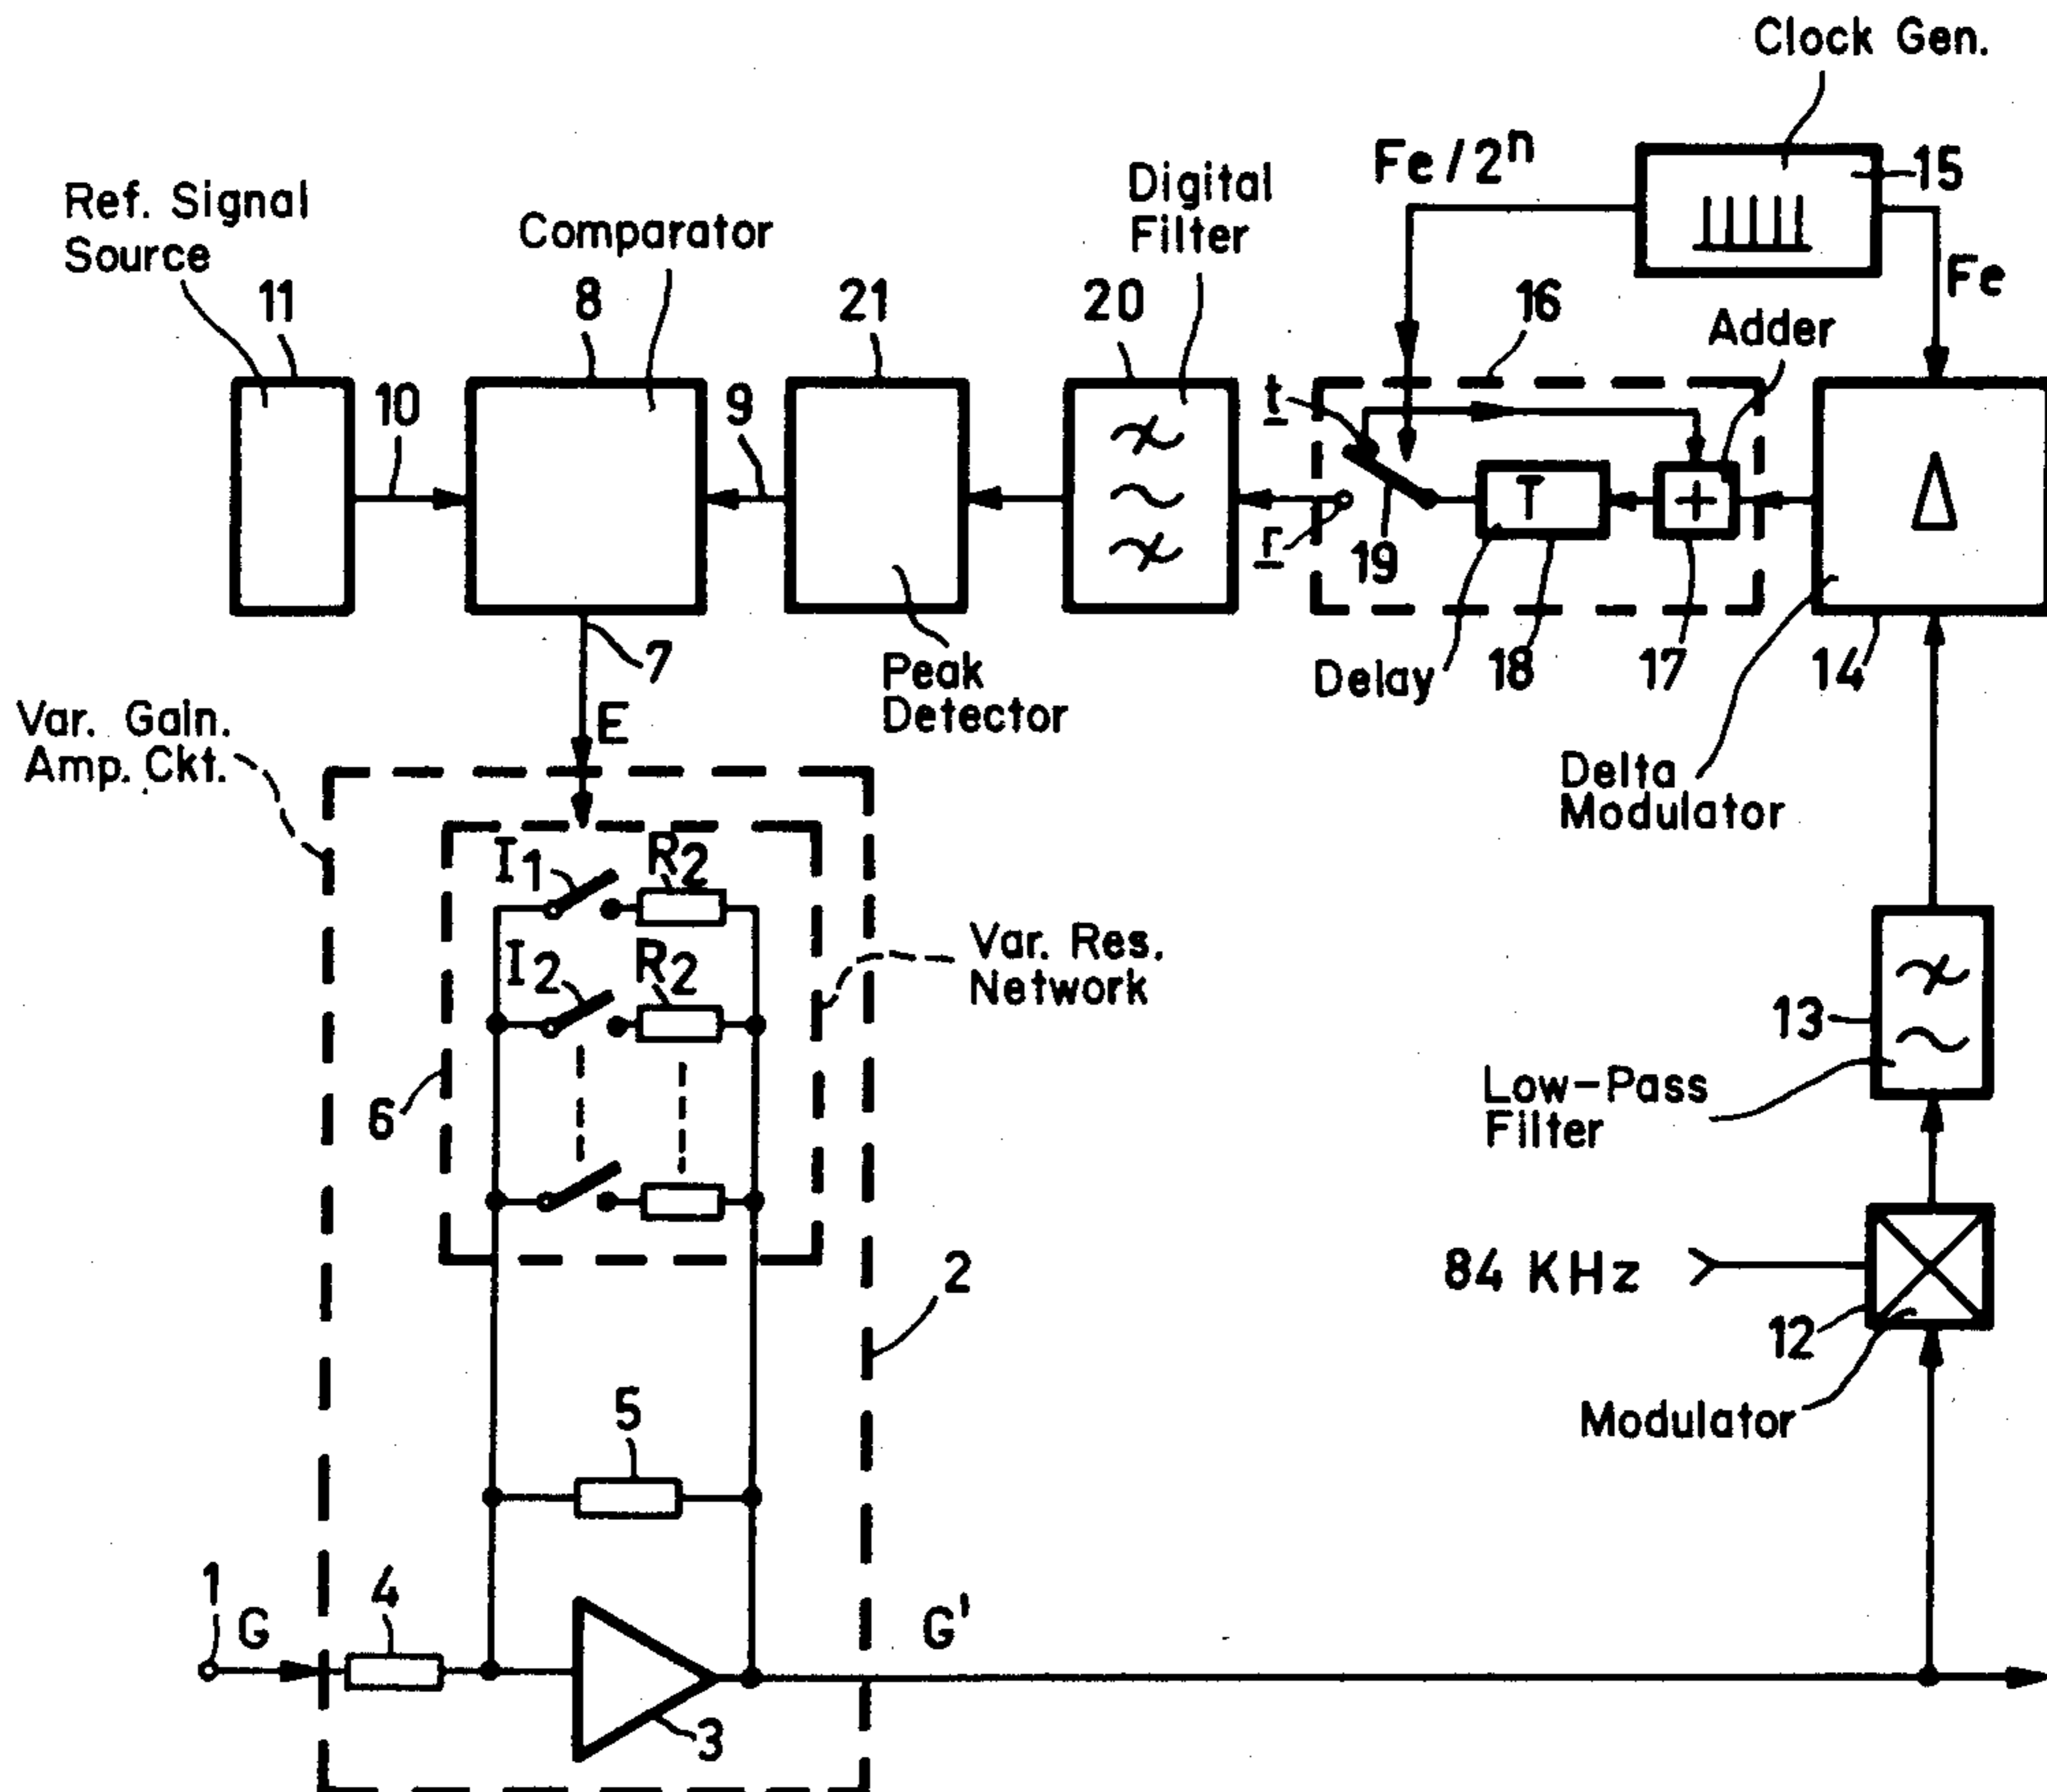 Clock Gen.
Fe/2ⁿ
15
Digital
Filter
Ref. Signal
Source
Comparator
Fe
11
8
21
20
16
Adder
10
9
t
T
+
Δ
r
19
7
Peak
Detector
Delay
18
17
14
E
Var. Gain.
Amp. Ckt.
Delta
Modulator
I1
R2
I2
R2
Var. Res.
Network
6
13
Low-Pass
Filter
2
84 KHz
12
Modulator
5
1
G
4
G'
3